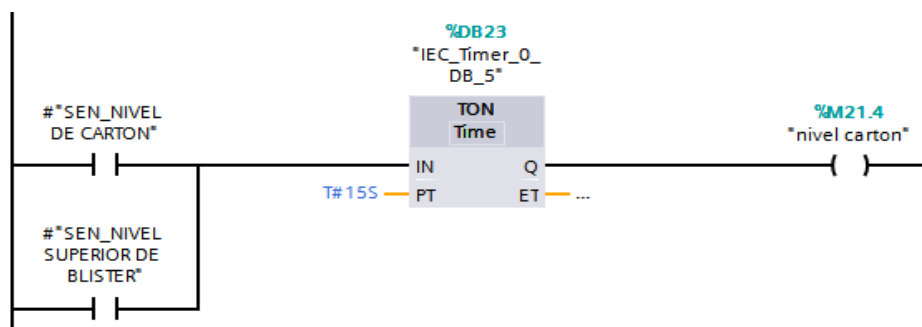 %DB23
"IEC_Timer_0_
DB_5"
#"SEN_NIVEL
DE CARTON"
TON
Time
%M21.4
"nivel carton"
IN
Q
T#15S
PT
ET
...
#"SEN_NIVEL
SUPERIOR DE
BLISTER"